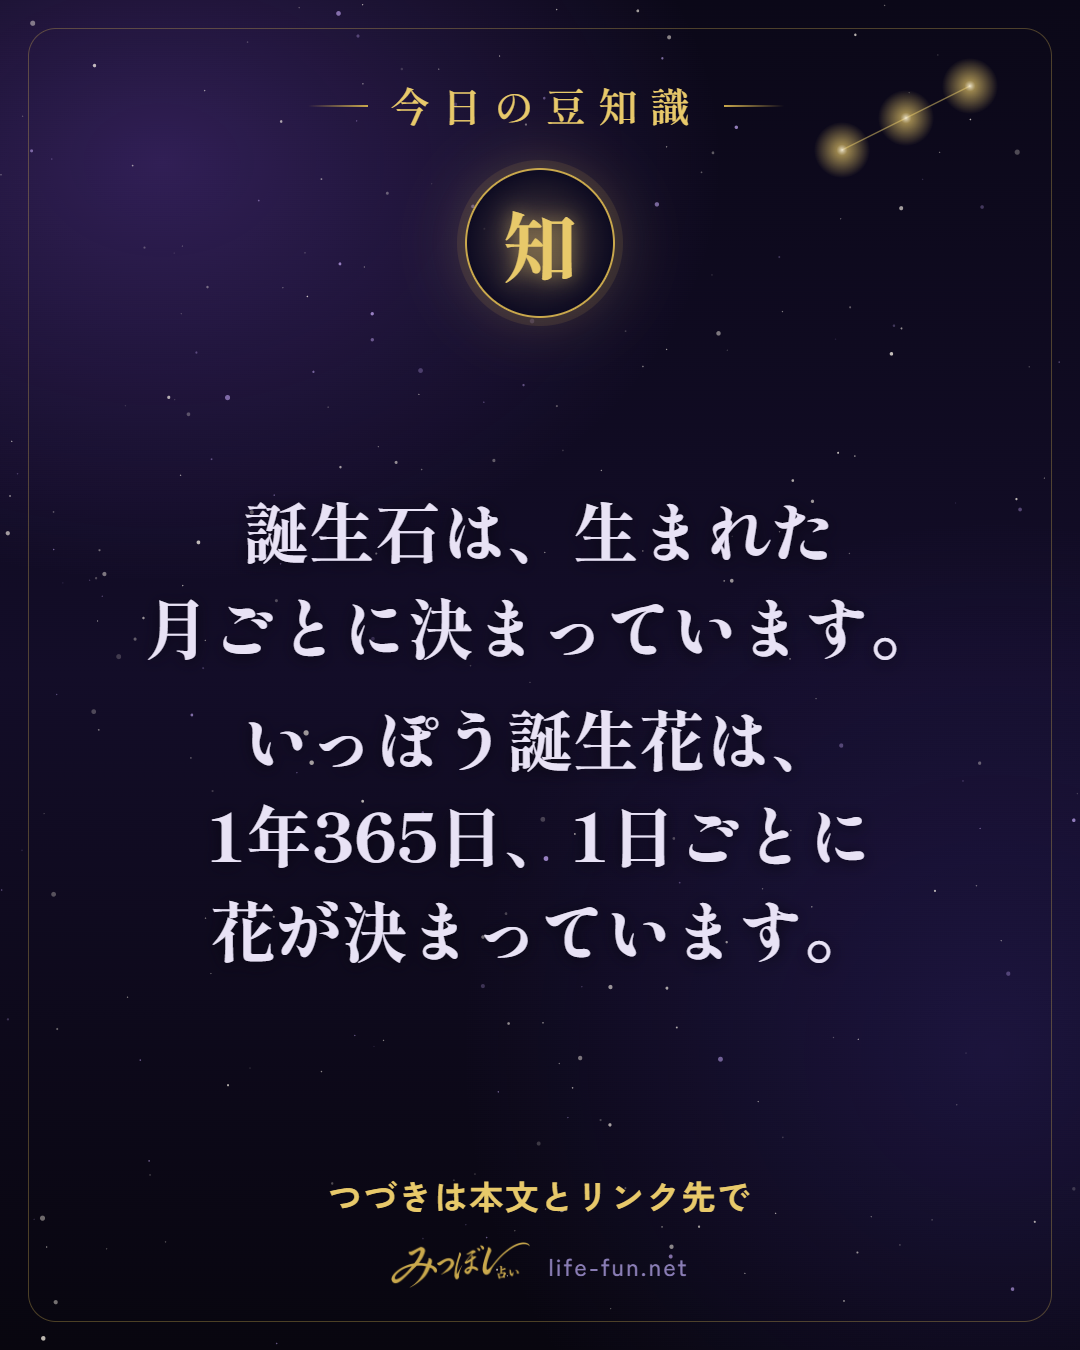 今日の豆知識
知
誕生石は、生まれた
月ごとに決まっています。
いっぽう誕生花は、
1年365日、1日ごとに
花が決まっています。
つづきは本文とリンク先で
みつぼし占い life-fun.net